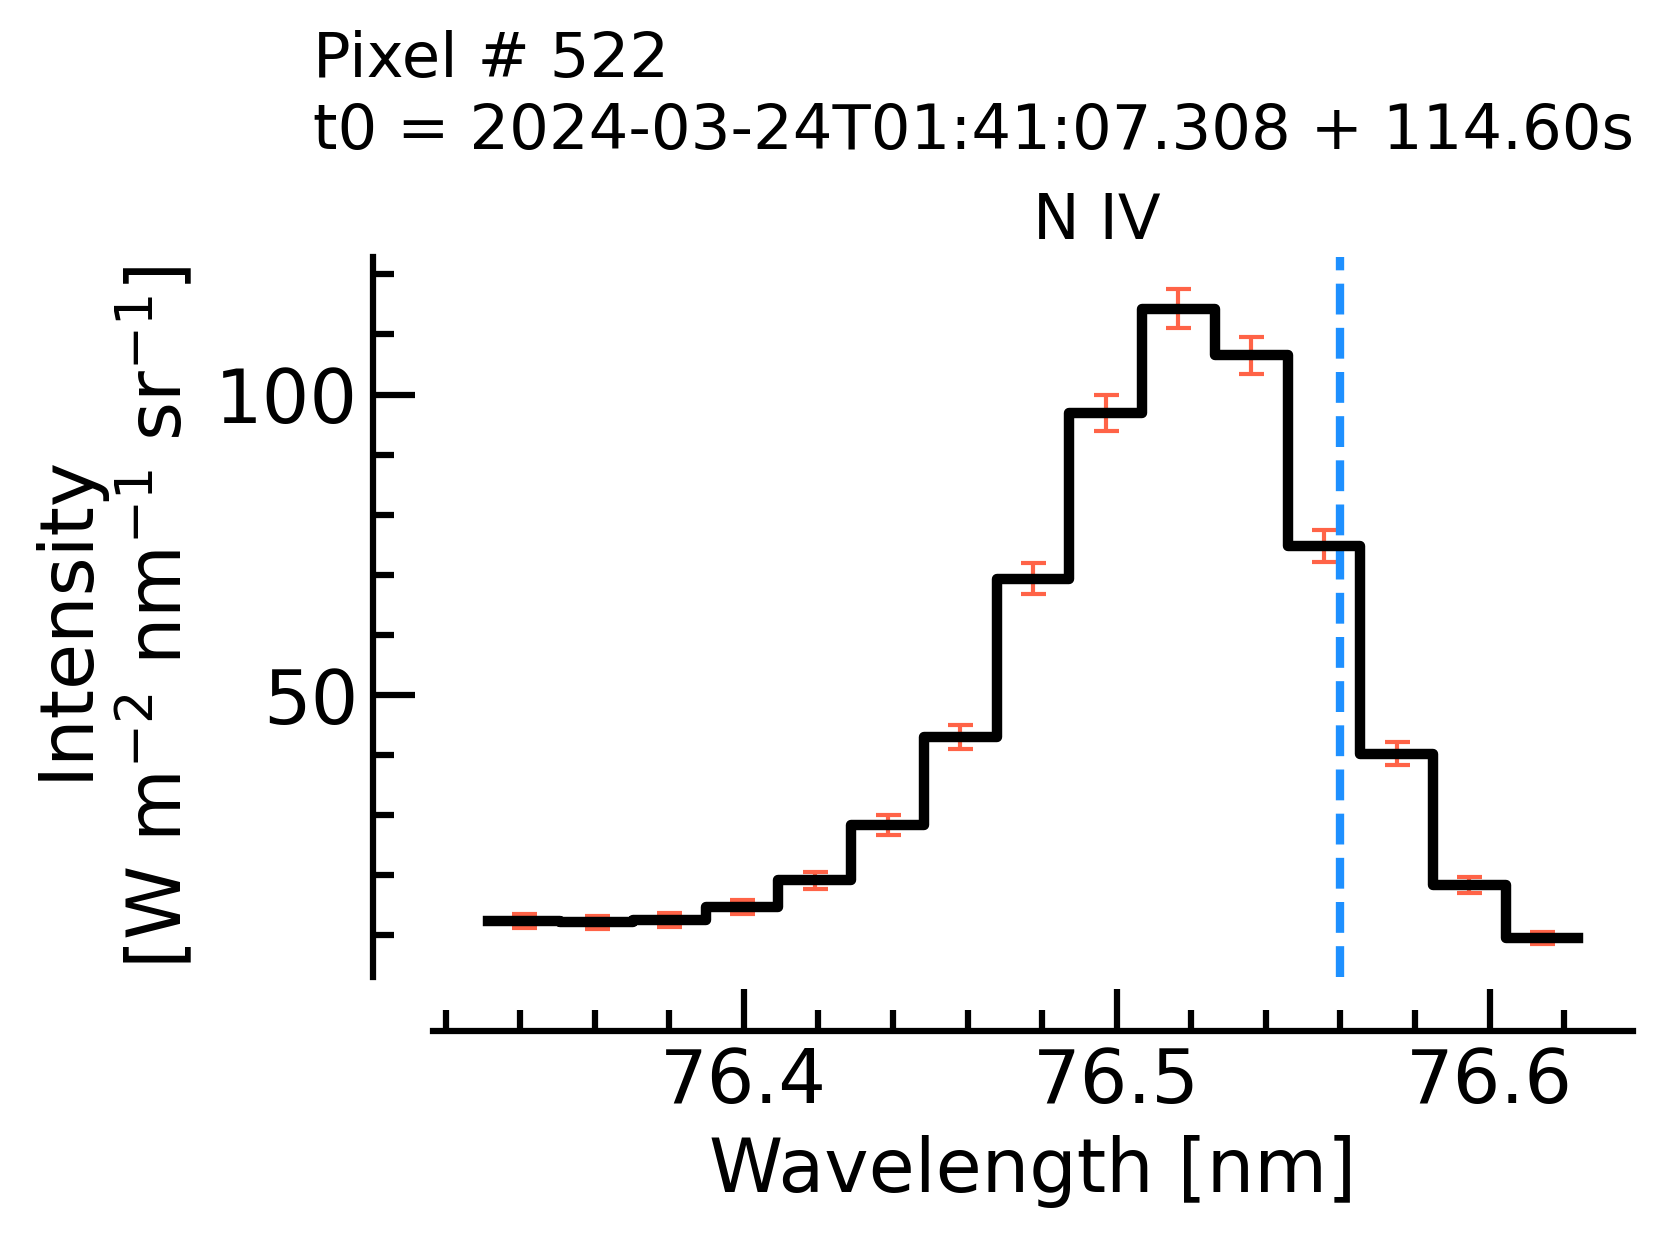 Pixel # 522
t0 = 2024-03-24T01:41:07.308 + 114.60s
N IV
Intensity
[W m⁻² nm⁻¹ sr⁻¹]
100
50
76.4 76.5 76.6
Wavelength [nm]